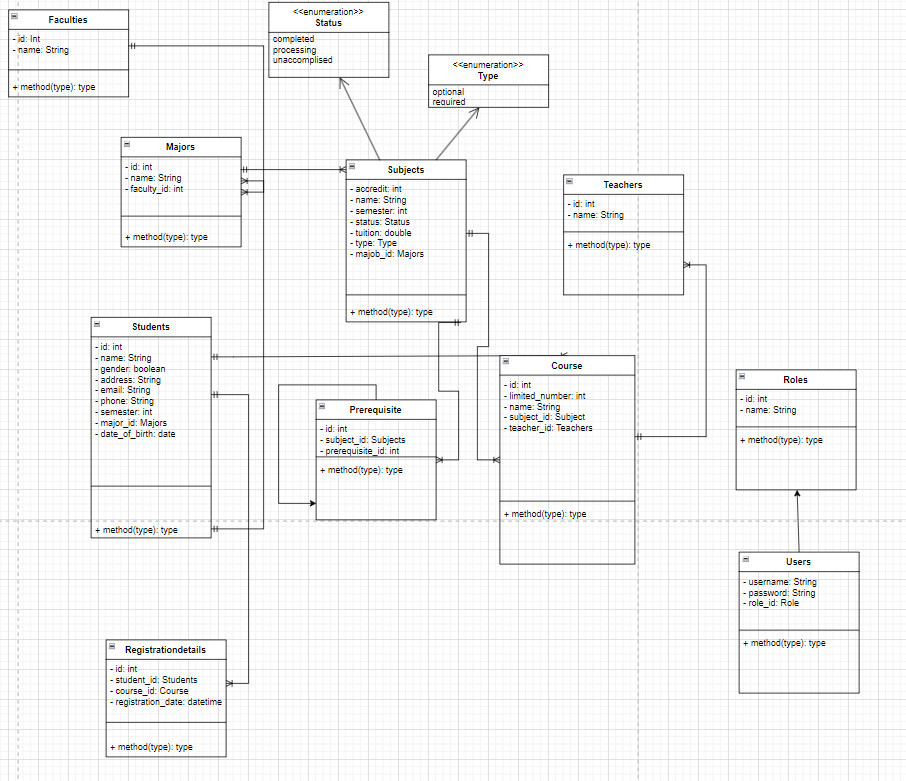 Faculties
- id: Int
- name: String
+ method(type): type
<<enumeration>>
Status
completed
processing
unaccomplised
<<enumeration>>
Type
optional
required
Majors
- id: int
- name: String
- faculty_id: int
+ method(type): type
Subjects
- accredit: int
- name: String
- semester: int
- status: Status
- tuition: double
- type: Type
- majob_id: Majors
+ method(type): type
Teachers
- id: int
- name: String
+ method(type): type
Students
- id: int
- name: String
- gender: boolean
- address: String
- email: String
- phone: String
- semester: int
- major_id: Majors
- date_of_birth: date
+ method(type): type
Prerequisite
- id: int
- subject_id: Subjects
- prerequisite_id: int
+ method(type): type
Course
- id: int
- limited_number: int
- name: String
- subject_id: Subject
- teacher_id: Teachers
+ method(type): type
Roles
- id: int
- name: String
+ method(type): type
Users
- username: String
- password: String
- role_id: Role
+ method(type): type
Registrationdetails
- id: int
- student_id: Students
- course_id: Course
- registration_date: datetime
+ method(type): type